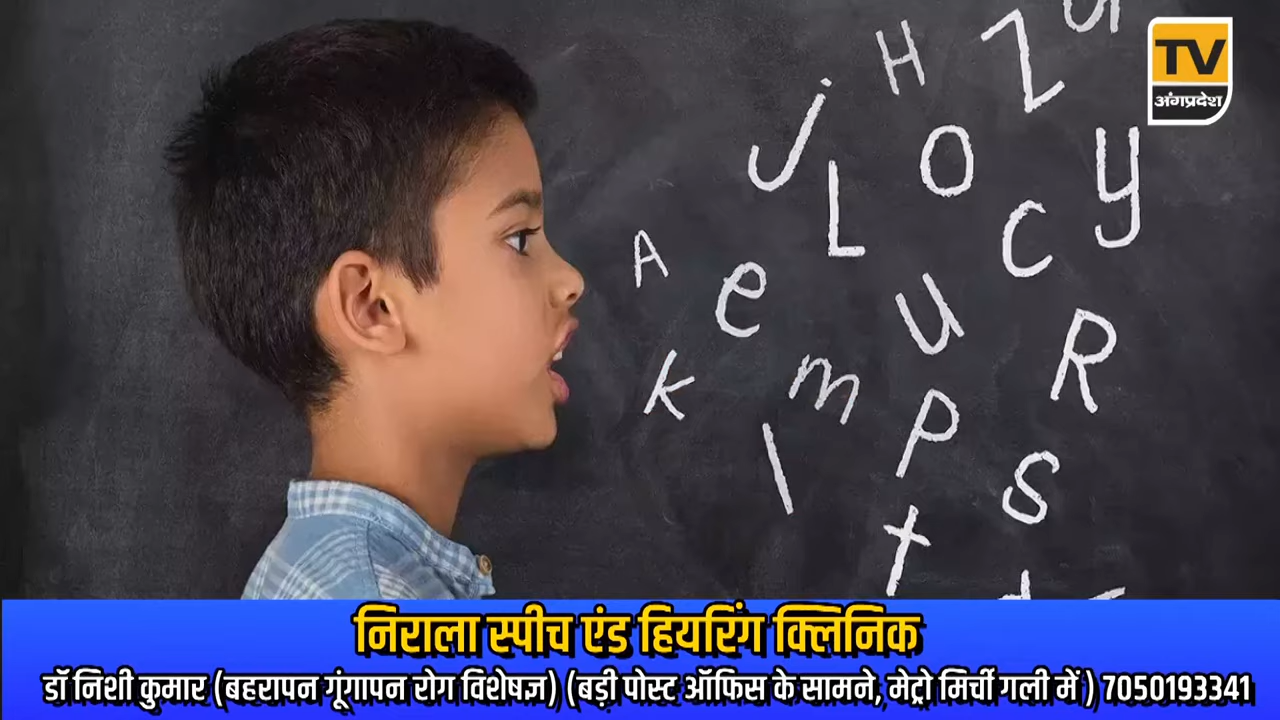 TV
अंगप्रदेश
H
Z
J
O
y
L
C
A
e
u
R
K
m
P
l
S
t
निराला स्पीच एंड हियरिंग क्लिनिक
डॉ निशी कुमार (बहरापन गूंगापन रोग विशेषज्ञ) (बड़ी पोस्ट ऑफिस के सामने, मेट्रो मिर्ची गली में ) 7050193341